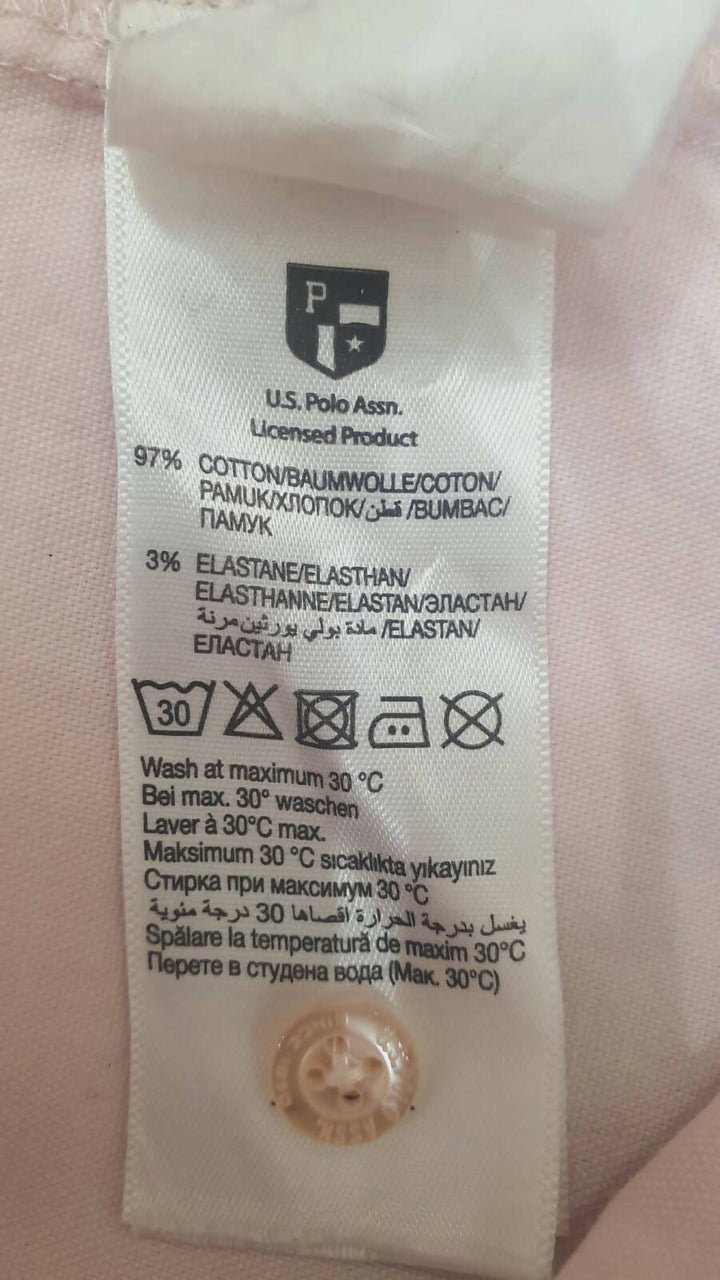 P
U.S. Polo Assn.
Licensed Product
97% COTTON/BAUMWOLLE/COTON/
PAMUK/ХЛОПОК/قطن/BUMBAC/
ПАМУК
3% ELASTANE/ELASTHAN/
ELASTHANNE/ELASTAN/ЭЛАСТАН/
مادة بولي يورثين مرنة/ELASTAN/
ЕЛАСТАН
30
Wash at maximum 30 °C
Bei max. 30° waschen
Laver à 30°C max.
Maksimum 30 °C sıcaklıkta yıkayınız
Стирка при максимум 30 °C
يغسل بدرجة الحرارة اقصاها 30 درجة مئوية
Spălare la temperatură de maxim 30°C
Перете в студена вода (Мак. 30°C)
ASSN.